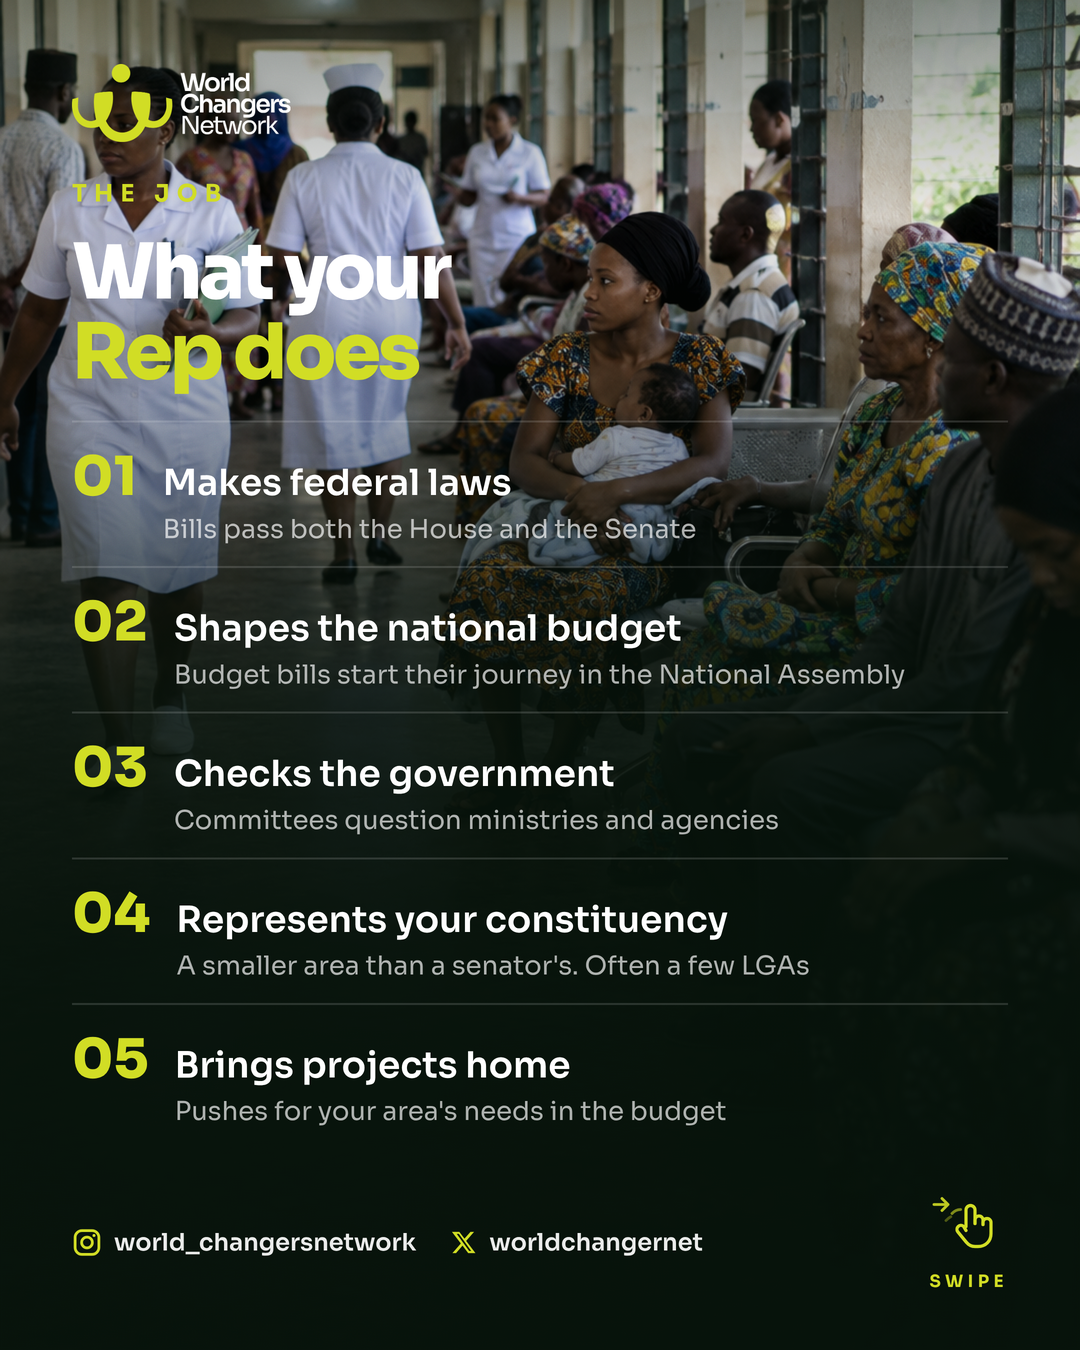 World
Changers
Network
THE JOB
What your
Rep does
01 Makes federal laws
Bills pass both the House and the Senate
02 Shapes the national budget
Budget bills start their journey in the National Assembly
03 Checks the government
Committees question ministries and agencies
04 Represents your constituency
A smaller area than a senator's. Often a few LGAs
05 Brings projects home
Pushes for your area's needs in the budget
world_changersnetwork worldchangernet
SWIPE